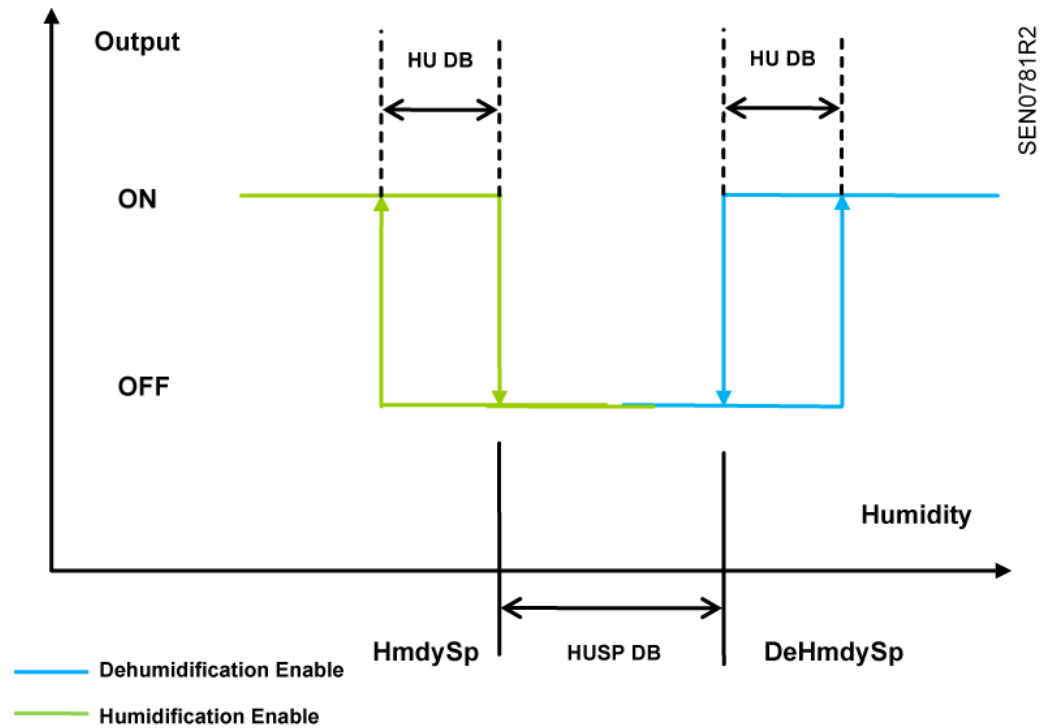 Output
HU DB
HU DB
SEN0781R2
ON
OFF
Humidity
HmdySp
HUSP DB
DeHmdySp
Dehumidification Enable
Humidification Enable